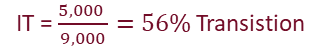 IT = 5,000/9,000 = 56% Transistion